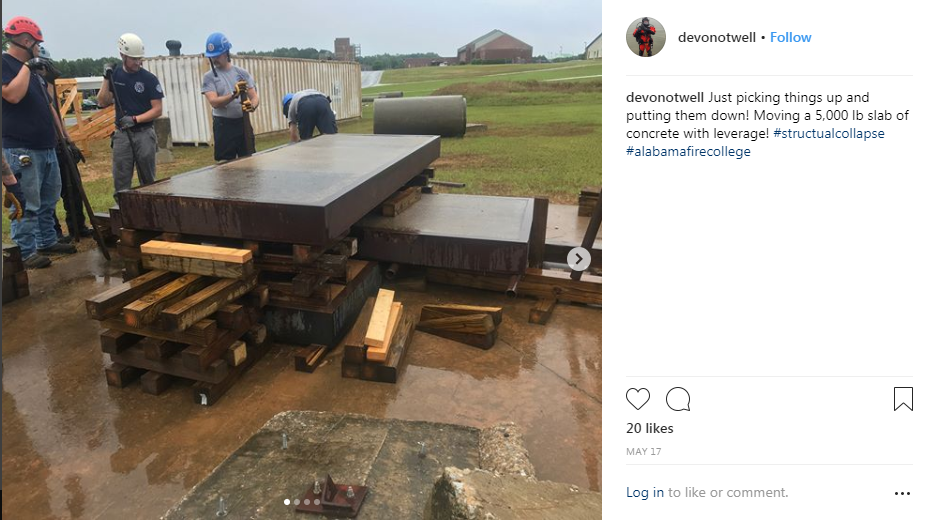 devonotwell • Follow
devonotwell Just picking things up and
putting them down! Moving a 5,000 lb slab of
concrete with leverage! #structualcollapse
#alabamafirecollege
20 likes
MAY 17
Log in to like or comment.